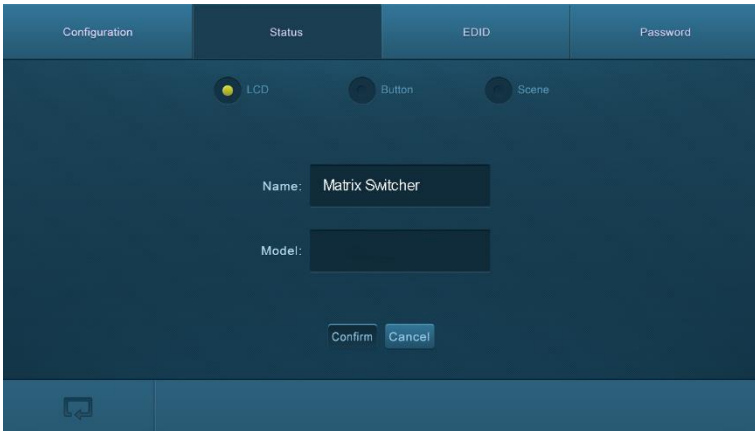 Configuration Status EDID Password
LCD Button Scene
Name: Matrix Switcher
Model:
Confirm Cancel